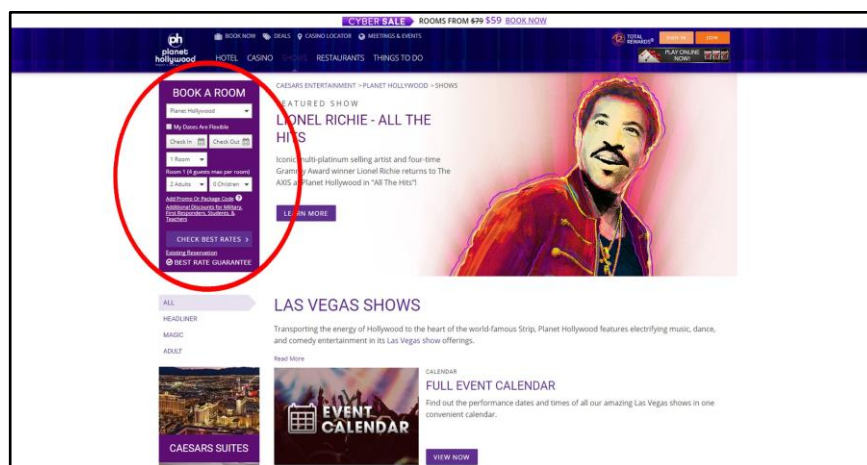 CYBER SALE ROOMS FROM $79 $59 BOOK NOW
ph
planet
hollywood
BOOK NOW DEALS CASINO LOCATOR MEETINGS & EVENTS
HOTEL CASINO SHOWS RESTAURANTS THINGS TO DO
TOTAL
REWARDS®
SIGN IN
JOIN
PLAY ONLINE
NOW!
BOOK A ROOM
Planet Hollywood
My Dates Are Flexible
Check In Check Out
1 Room
Room 1 (4 guests max per room)
2 Adults 0 Children
Add Promo Or Package Code ?
Additional Discounts for Military,
First Responders, Students, &
Teachers
CHECK BEST RATES >
Existing Reservation
BEST RATE GUARANTEE
CAESARS ENTERTAINMENT > PLANET HOLLYWOOD > SHOWS
FEATURED SHOW
LIONEL RICHIE - ALL THE
HITS
Iconic multi-platinum selling artist and four-time
Grammy Award winner Lionel Richie returns to The
AXIS at Planet Hollywood in "All The Hits"!
LEARN MORE
ALL
HEADLINER
MAGIC
ADULT
LAS VEGAS SHOWS
Transporting the energy of Hollywood to the heart of the world-famous Strip, Planet Hollywood features electrifying music, dance,
and comedy entertainment in its Las Vegas show offerings.
Read More
CAESARS SUITES
EVENT
CALENDAR
CALENDAR
FULL EVENT CALENDAR
Find out the performance dates and times of all our amazing Las Vegas shows in one
convenient calendar.
VIEW NOW